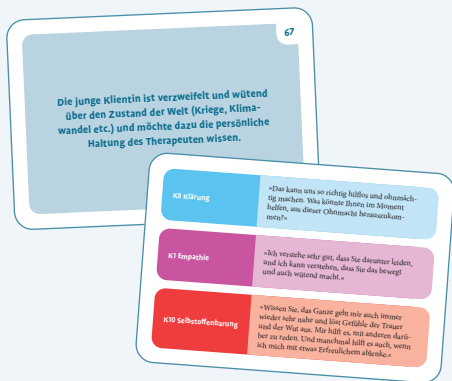 67
Die junge Klientin ist verzweifelt und wütend
über den Zustand der Welt (Kriege, Klima-
wandel etc.) und möchte dazu die persönliche
Haltung des Therapeuten wissen.
K8 Klärung
»Das kann uns so richtig hilflos und ohnmäch-
tig machen. Was könnte Ihnen im Moment
helfen, aus dieser Ohnmacht herauszukom-
men?«
K1 Empathie
»Ich verstehe sehr gut, dass Sie darunter leiden,
und ich kann verstehen, dass Sie das bewegt
und auch wütend macht.«
K10 Selbstoffenbarung
»Wissen Sie, das Ganze geht mir auch immer
wieder sehr nahe und löst Gefühle der Trauer
und der Wut aus. Mir hilft es, mit anderen darü-
ber zu reden. Und manchmal hilft es auch, wenn
ich mich mit etwas Erfreulichem ablenke.«